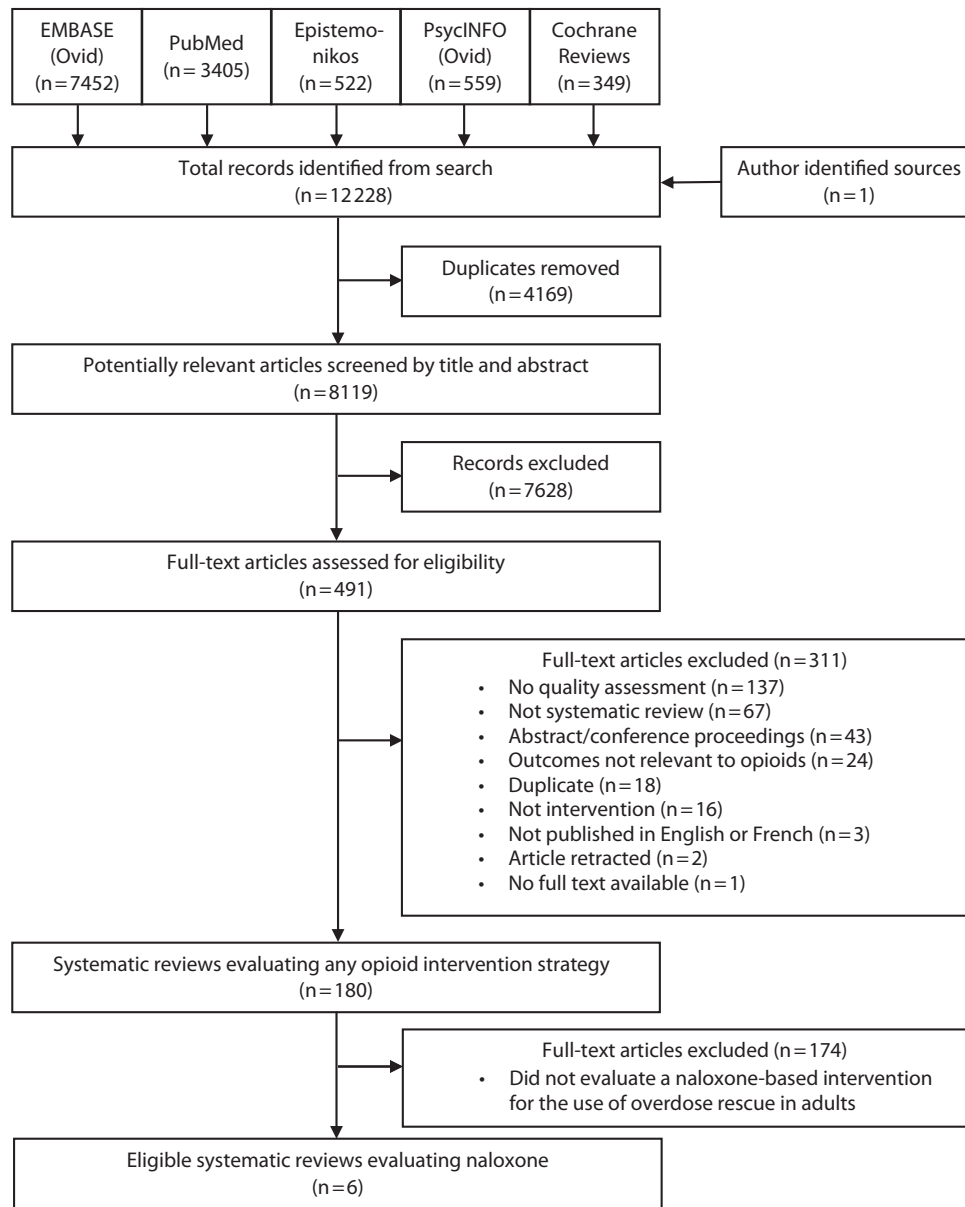 EMBASE
(Ovid)
(n=7452)
PubMed
(n=3405)
Epistemo-
nikos
(n=522)
PsycINFO
(Ovid)
(n=559)
Cochrane
Reviews
(n=349)
Total records identified from search
(n=12228)
Author identified sources
(n=1)
Duplicates removed
(n=4169)
Potentially relevant articles screened by title and abstract
(n=8119)
Records excluded
(n=7628)
Full-text articles assessed for eligibility
(n=491)
Full-text articles excluded (n=311)
• No quality assessment (n=137)
• Not systematic review (n=67)
• Abstract/conference proceedings (n=43)
• Outcomes not relevant to opioids (n=24)
• Duplicate (n=18)
• Not intervention (n=16)
• Not published in English or French (n=3)
• Article retracted (n=2)
• No full text available (n=1)
Systematic reviews evaluating any opioid intervention strategy
(n=180)
Full-text articles excluded (n=174)
• Did not evaluate a naloxone-based intervention
for the use of overdose rescue in adults
Eligible systematic reviews evaluating naloxone
(n=6)